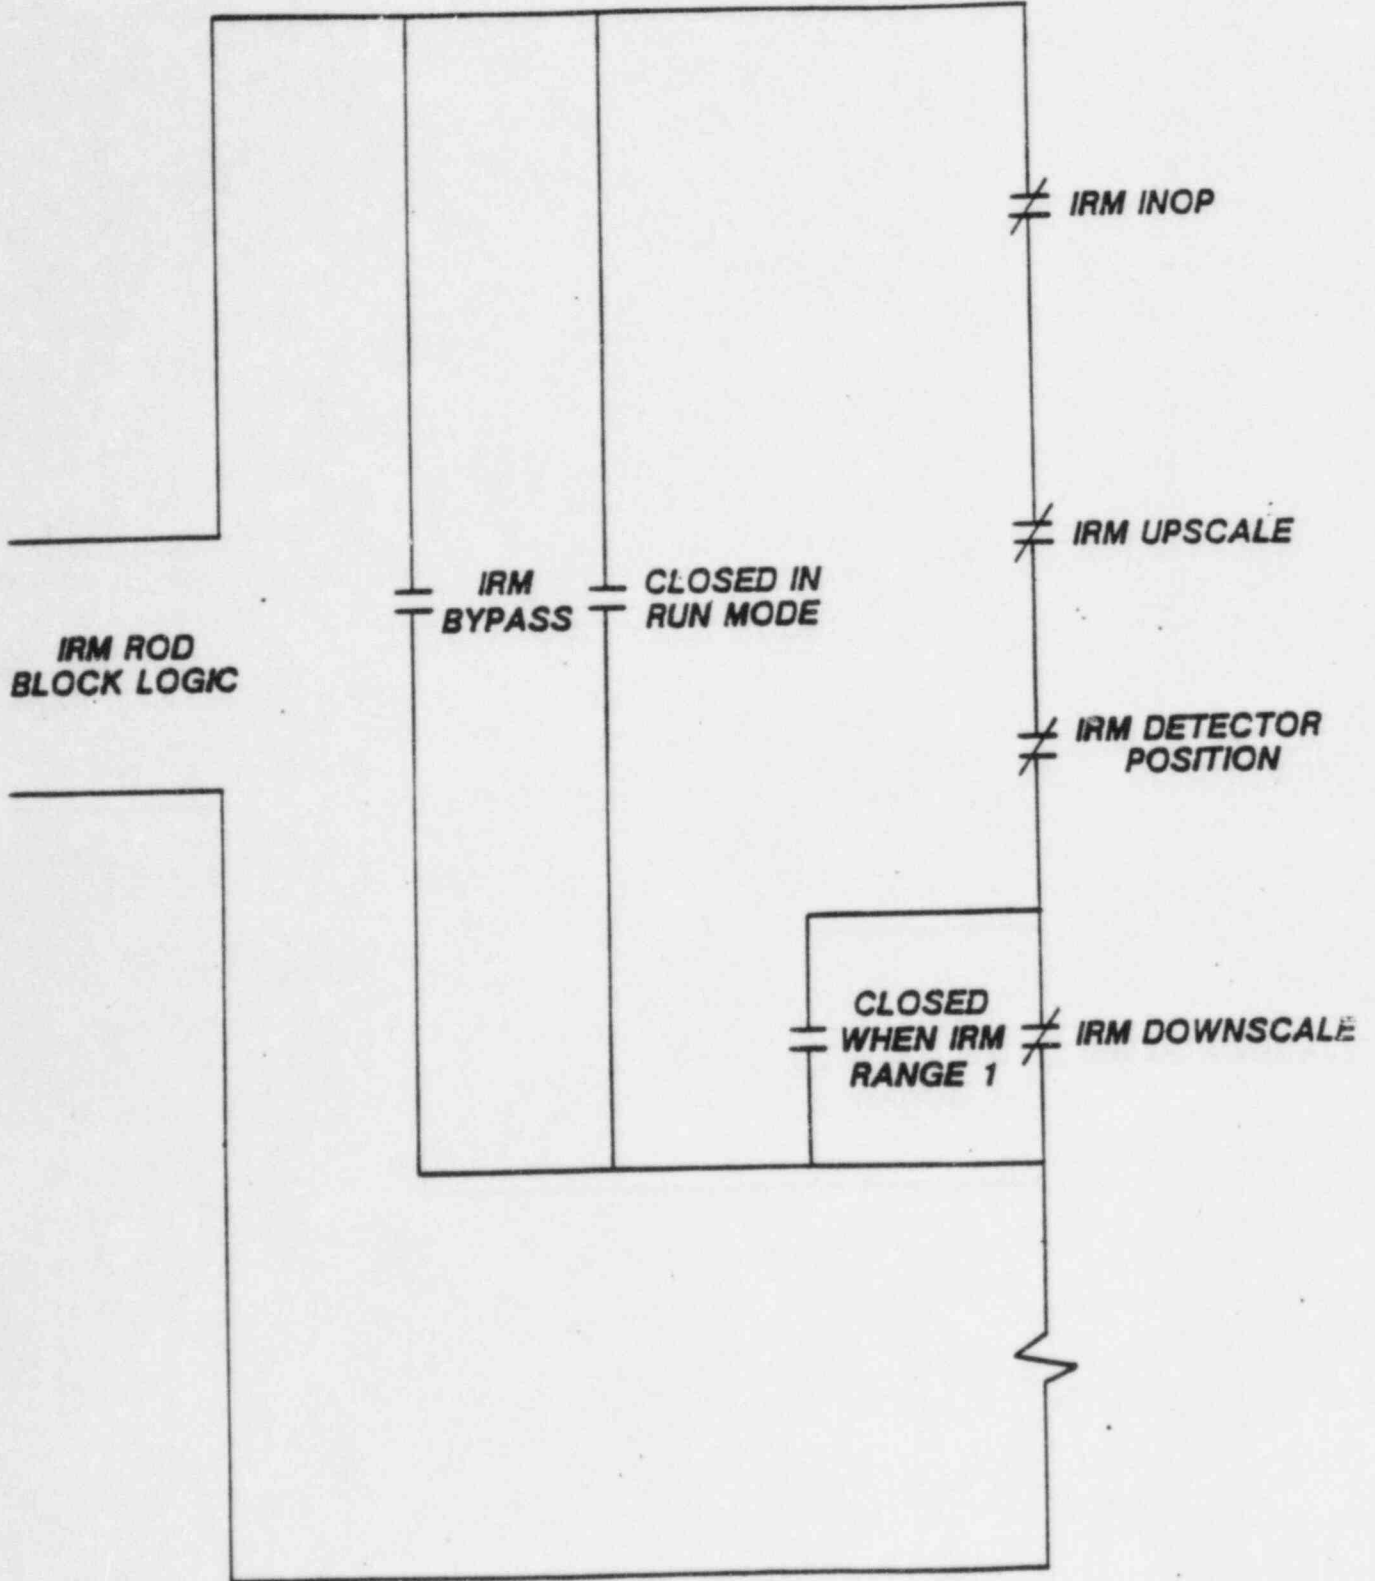 IRM INOP
IRM UPSCALE
IRM
BYPASS
CLOSED IN
RUN MODE
IRM ROD
BLOCK LOGIC
IRM DETECTOR
POSITION
CLOSED
WHEN IRM
RANGE 1
IRM DOWNSCALE